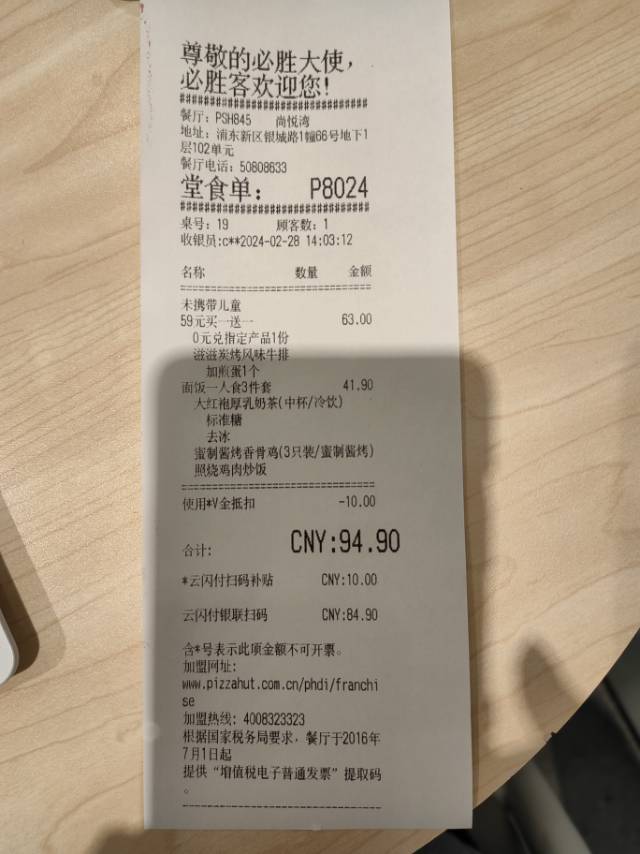 尊敬的必胜大使，
必胜客欢迎您!
##################################
餐厅: PSH845 尚悦湾
地址: 浦东新区银城路1幢66号地下1
层102单元
餐厅电话: 50808633
堂食单: P8024
##################################
桌号: 19 顾客数: 1
收银员:c**2024-02-28 14:03:12
名称 数量 金额
==================================
未携带儿童
59元买一送一 63.00
0元兑指定产品1份
滋滋炭烤风味牛排
加煎蛋1个
面饭一人食3件套 41.90
大红袍厚乳奶茶(中杯/冷饮)
标准糖
去冰
蜜制酱烤香骨鸡(3只装/蜜制酱烤)
照烧鸡肉炒饭
==================================
使用*V金抵扣 -10.00
合计: CNY:94.90
*云闪付扫码补贴 CNY:10.00
云闪付银联扫码 CNY:84.90
含*号表示此项金额不可开票。
加盟网址:
www.pizzahut.com.cn/phdi/franchi
se
加盟热线: 4008323323
根据国家税务局要求，餐厅于2016年
7月1日起
提供“增值税电子普通发票”提取码
。
----------------------------------